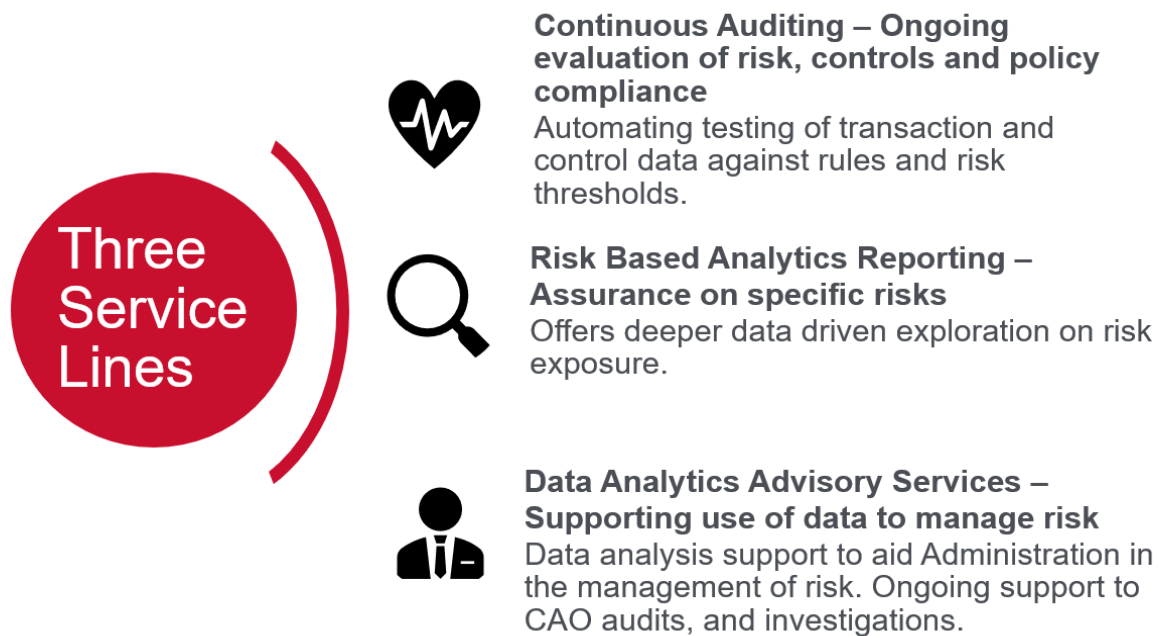 Three
Service
Lines
Continuous Auditing – Ongoing
evaluation of risk, controls and policy
compliance
Automating testing of transaction and
control data against rules and risk
thresholds.
Risk Based Analytics Reporting –
Assurance on specific risks
Offers deeper data driven exploration on risk
exposure.
Data Analytics Advisory Services –
Supporting use of data to manage risk
Data analysis support to aid Administration in
the management of risk. Ongoing support to
CAO audits, and investigations.